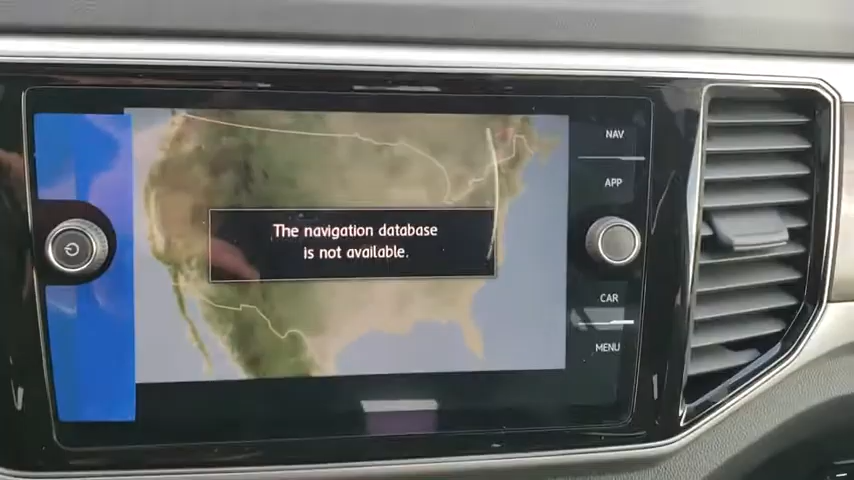 NAV
APP
The navigation database
is not available.
CAR
MENU